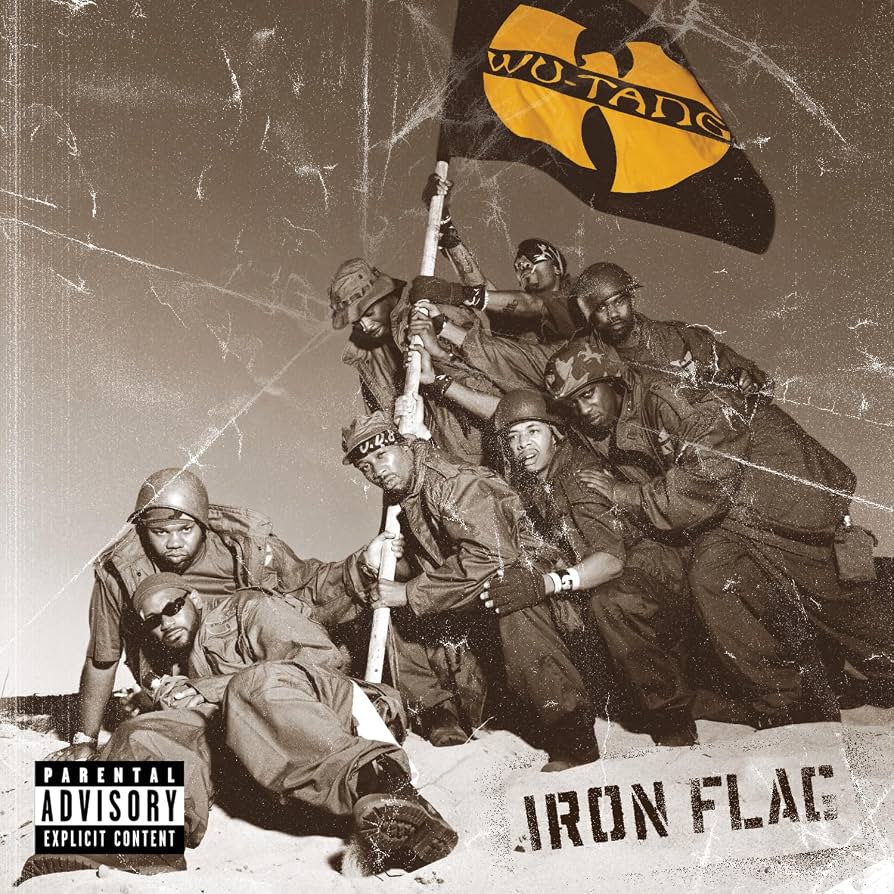 WU-TANG
PARENTAL
ADVISORY
EXPLICIT CONTENT
IRON FLAG